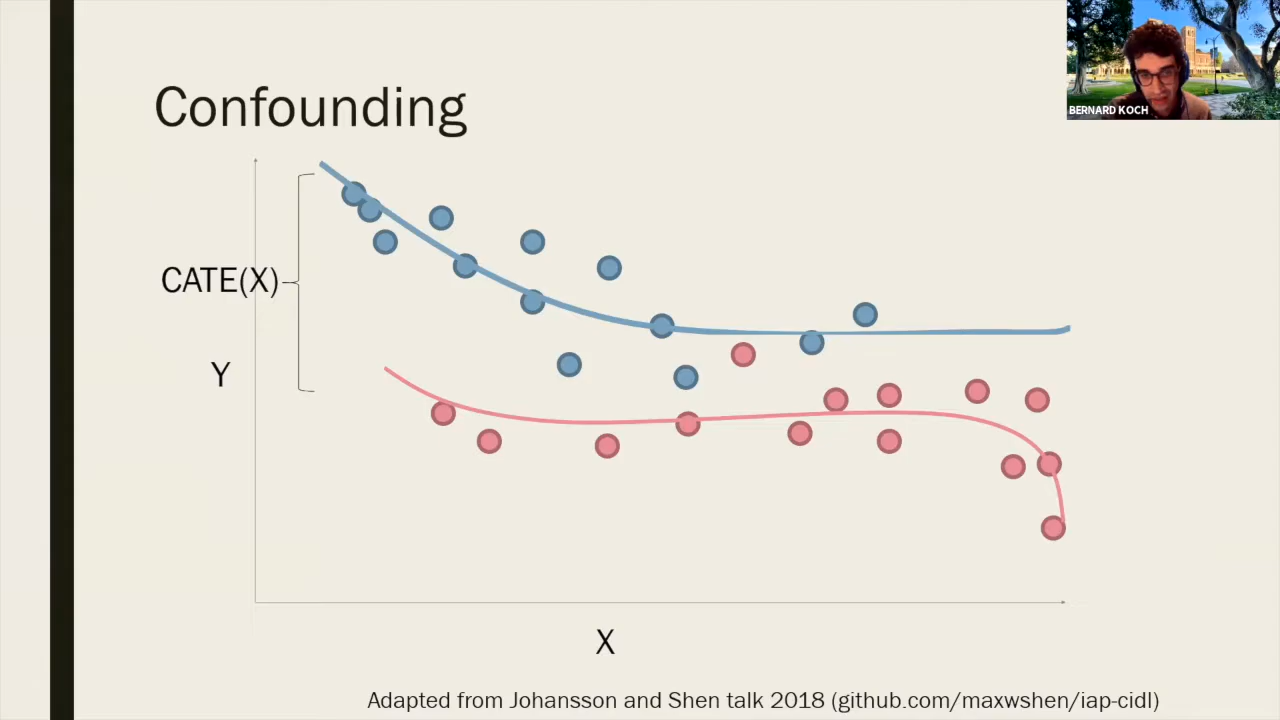 Confounding
BERNARD KOCH
CATE(X)
Y
X
Adapted from Johansson and Shen talk 2018 (github.com/maxwshen/iap-cidl)